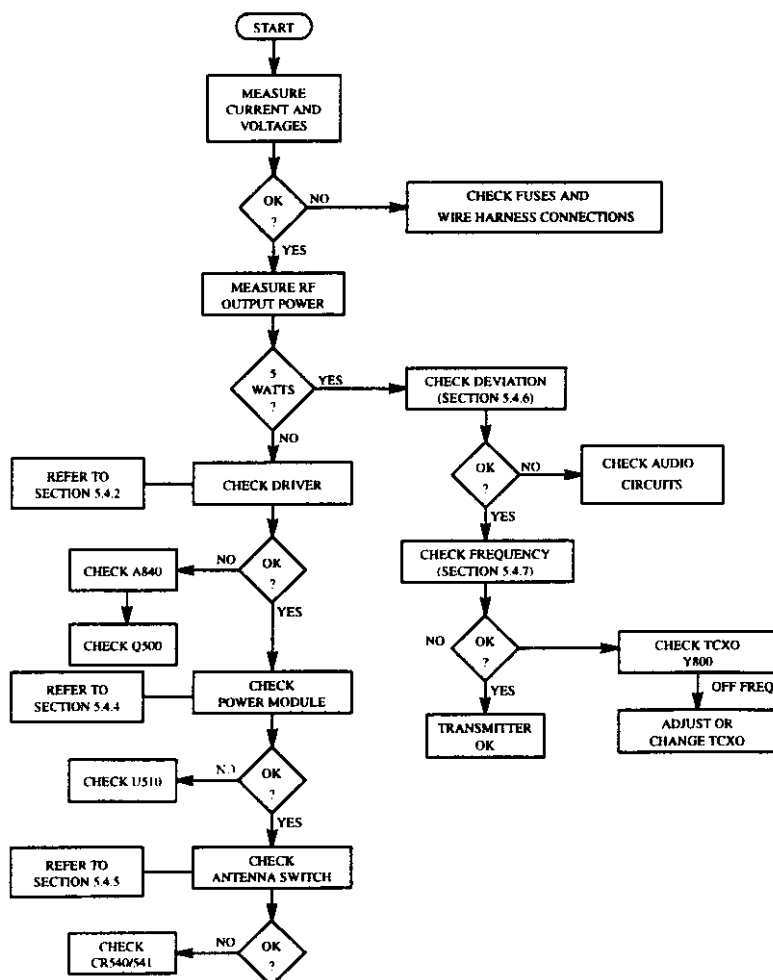 START
MEASURE
CURRENT AND
VOLTAGES
OK
?
NO
CHECK FUSES AND
WIRE HARNESS CONNECTIONS
YES
MEASURE RF
OUTPUT POWER
5
WATTS
?
YES
CHECK DEVIATION
(SECTION 5.4.6)
NO
OK
?
NO
CHECK AUDIO
CIRCUITS
YES
CHECK FREQUENCY
(SECTION 5.4.7)
NO
OK
?
CHECK TCXO
Y800
OFF FREQ
ADJUST OR
CHANGE TCXO
YES
TRANSMITTER
OK
REFER TO
SECTION 5.4.2
CHECK DRIVER
OK
?
NO
CHECK A840
CHECK Q500
YES
REFER TO
SECTION 5.4.4
CHECK
POWER MODULE
OK
?
NO
CHECK U510
YES
REFER TO
SECTION 5.4.5
CHECK
ANTENNA SWITCH
OK
?
NO
CHECK
CR540/541